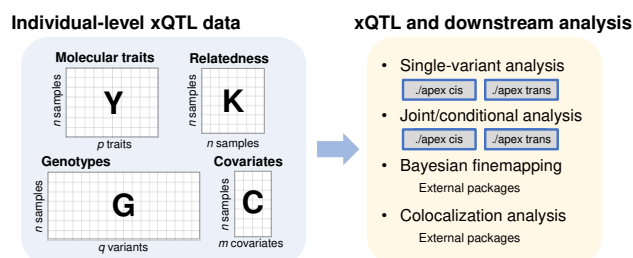 Individual-level xQTL data
Molecular traits
n samples
Y
p traits
Relatedness
n samples
K
n samples
Genotypes
n samples
G
q variants
Covariates
n samples
C
m covariates
xQTL and downstream analysis
• Single-variant analysis
./apex cis ./apex trans
• Joint/conditional analysis
./apex cis ./apex trans
• Bayesian finemapping
External packages
• Colocalization analysis
External packages